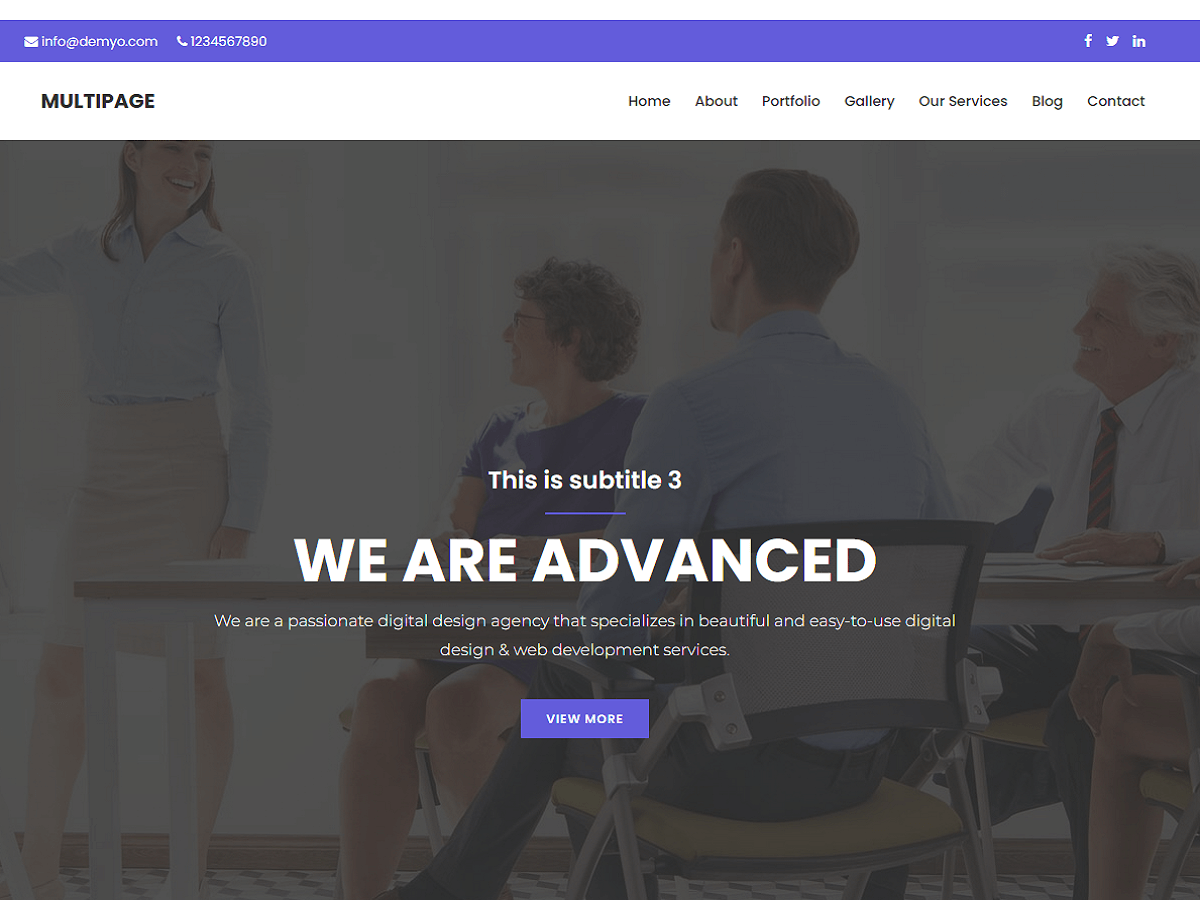 info@demyo.com 1234567890
MULTIPAGE Home About Portfolio Gallery Our Services Blog Contact
This is subtitle 3
WE ARE ADVANCED
We are a passionate digital design agency that specializes in beautiful and easy-to-use digital
design & web development services.
VIEW MORE